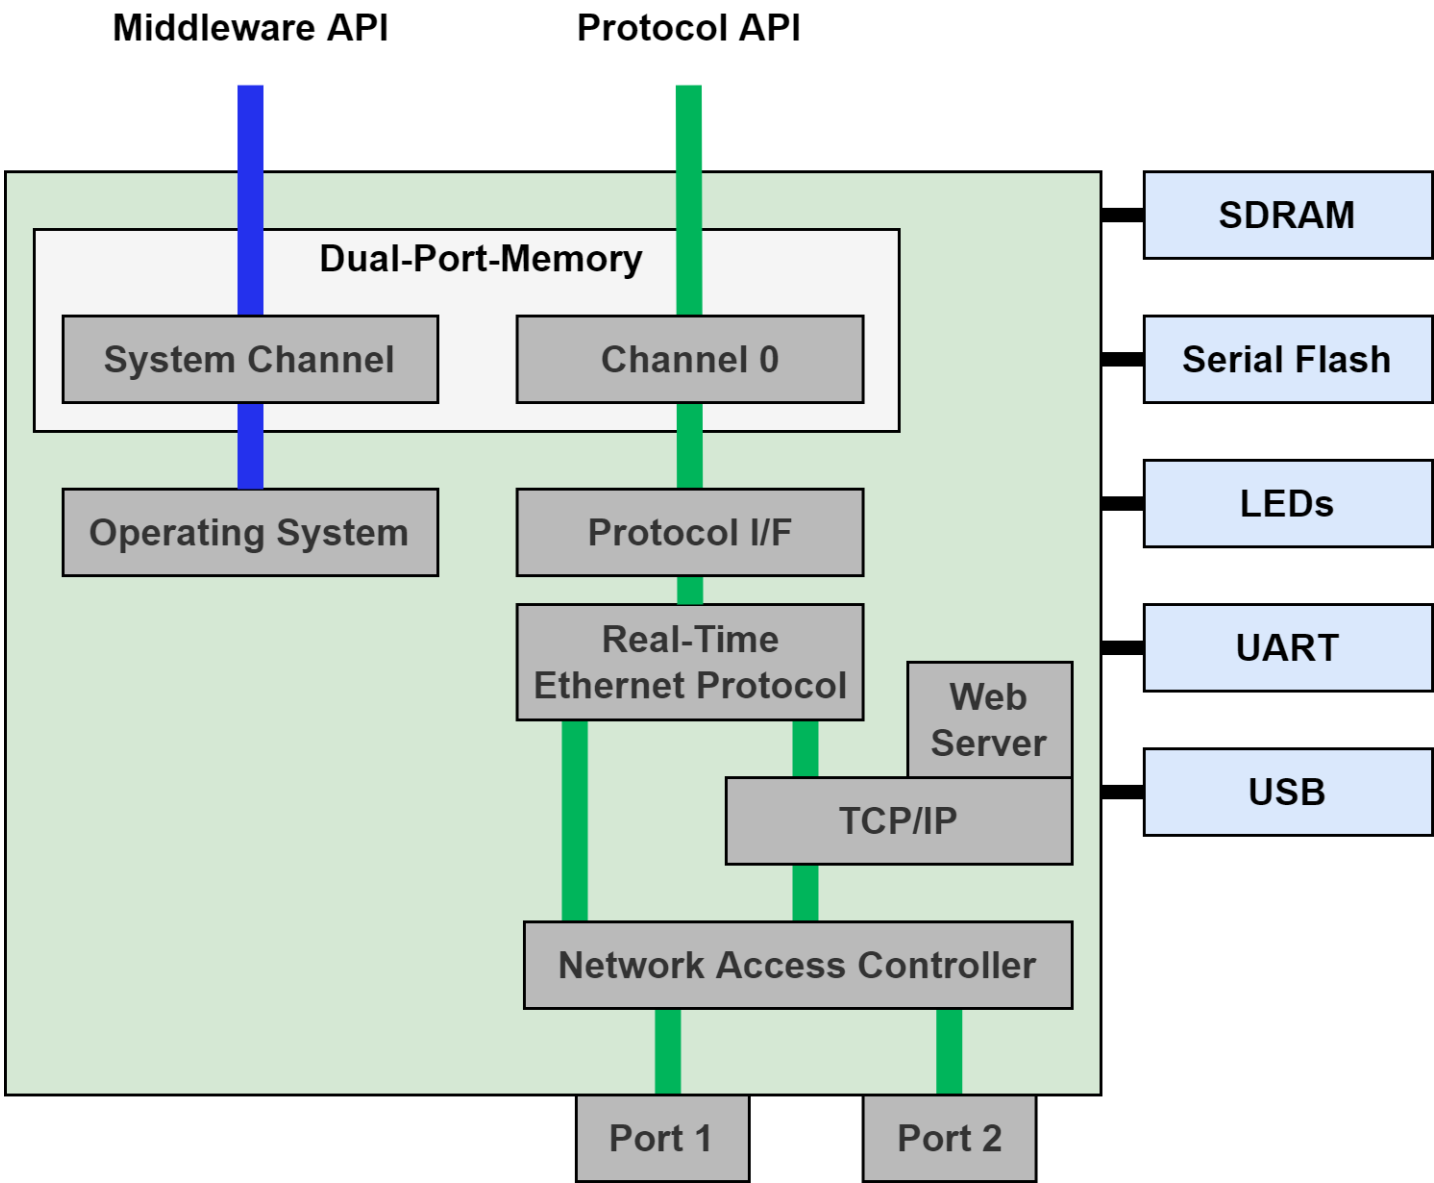 Middleware API
Protocol API
Dual-Port-Memory
System Channel
Channel 0
Operating System
Protocol I/F
Real-Time
Ethernet Protocol
Web
Server
TCP/IP
Network Access Controller
Port 1
Port 2
SDRAM
Serial Flash
LEDs
UART
USB